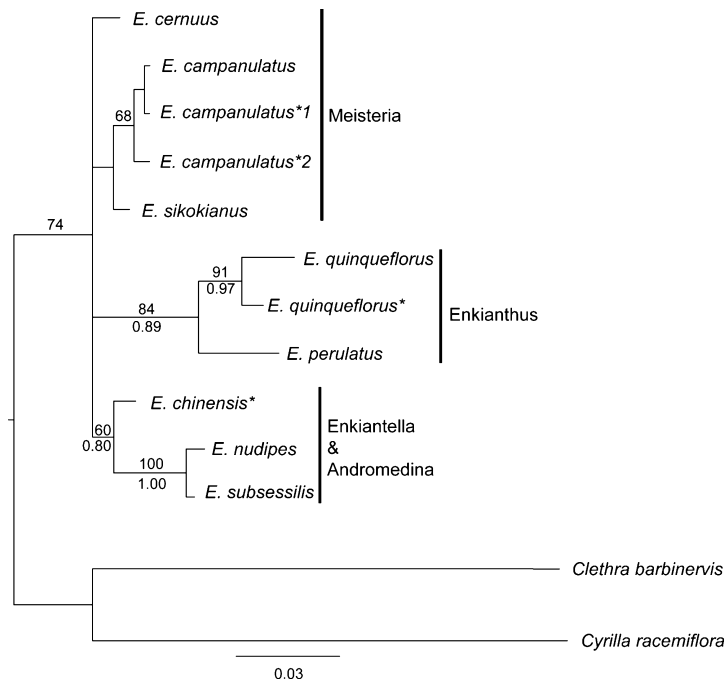 E. cernuus
E. campanulatus
68
E. campanulatus*1
Meisteria
E. campanulatus*2
E. sikokianus
74
E. quinqueflorus
91
0.97
E. quinqueflorus*
84
0.89
Enkianthus
E. perulatus
E. chinensis*
60
0.80
Enkiantella
&
Andromedina
E. nudipes
100
1.00
E. subsessilis
Clethra barbinervis
Cyrilla racemiflora
0.03